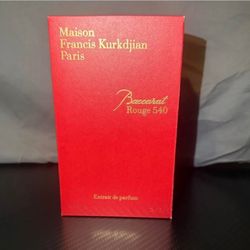 Maison
Francis Kurkdjian
Paris
Baccarat
Rouge 540
Extrait de parfum